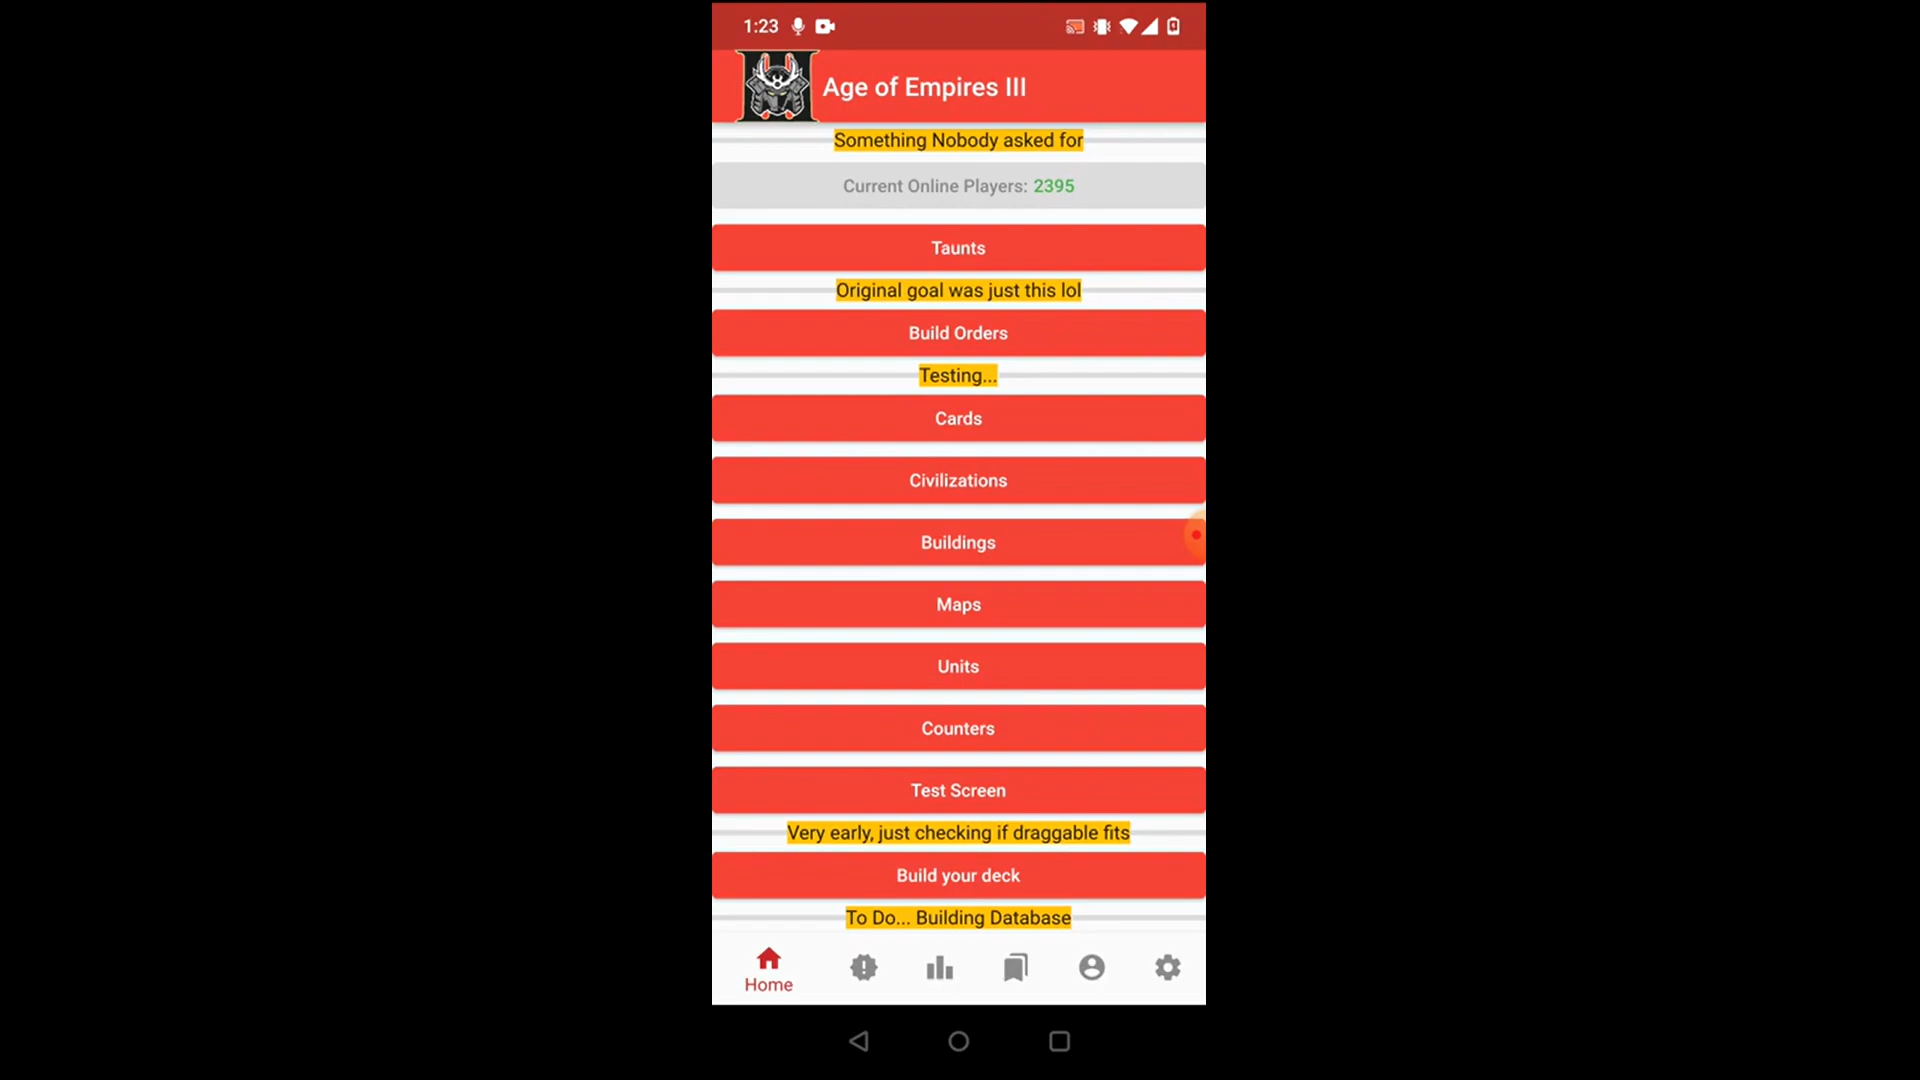 1:23
Age of Empires III
Something Nobody asked for
Current Online Players: 2395
Taunts
Original goal was just this lol
Build Orders
Testing...
Cards
Civilizations
Buildings
Maps
Units
Counters
Test Screen
Very early, just checking if draggable fits
Build your deck
To Do... Building Database
Home